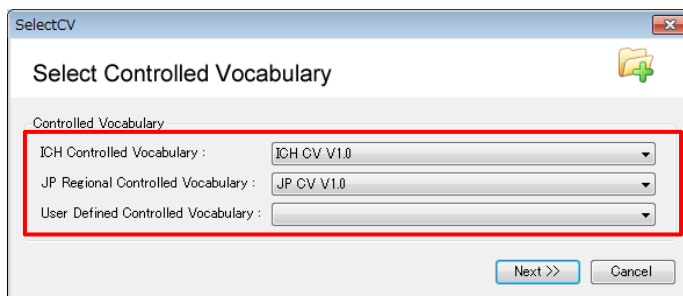 SelectCV
Select Controlled Vocabulary
Controlled Vocabulary
ICH Controlled Vocabulary : ICH CV V1.0
JP Regional Controlled Vocabulary : JP CV V1.0
User Defined Controlled Vocabulary :
Next >> Cancel